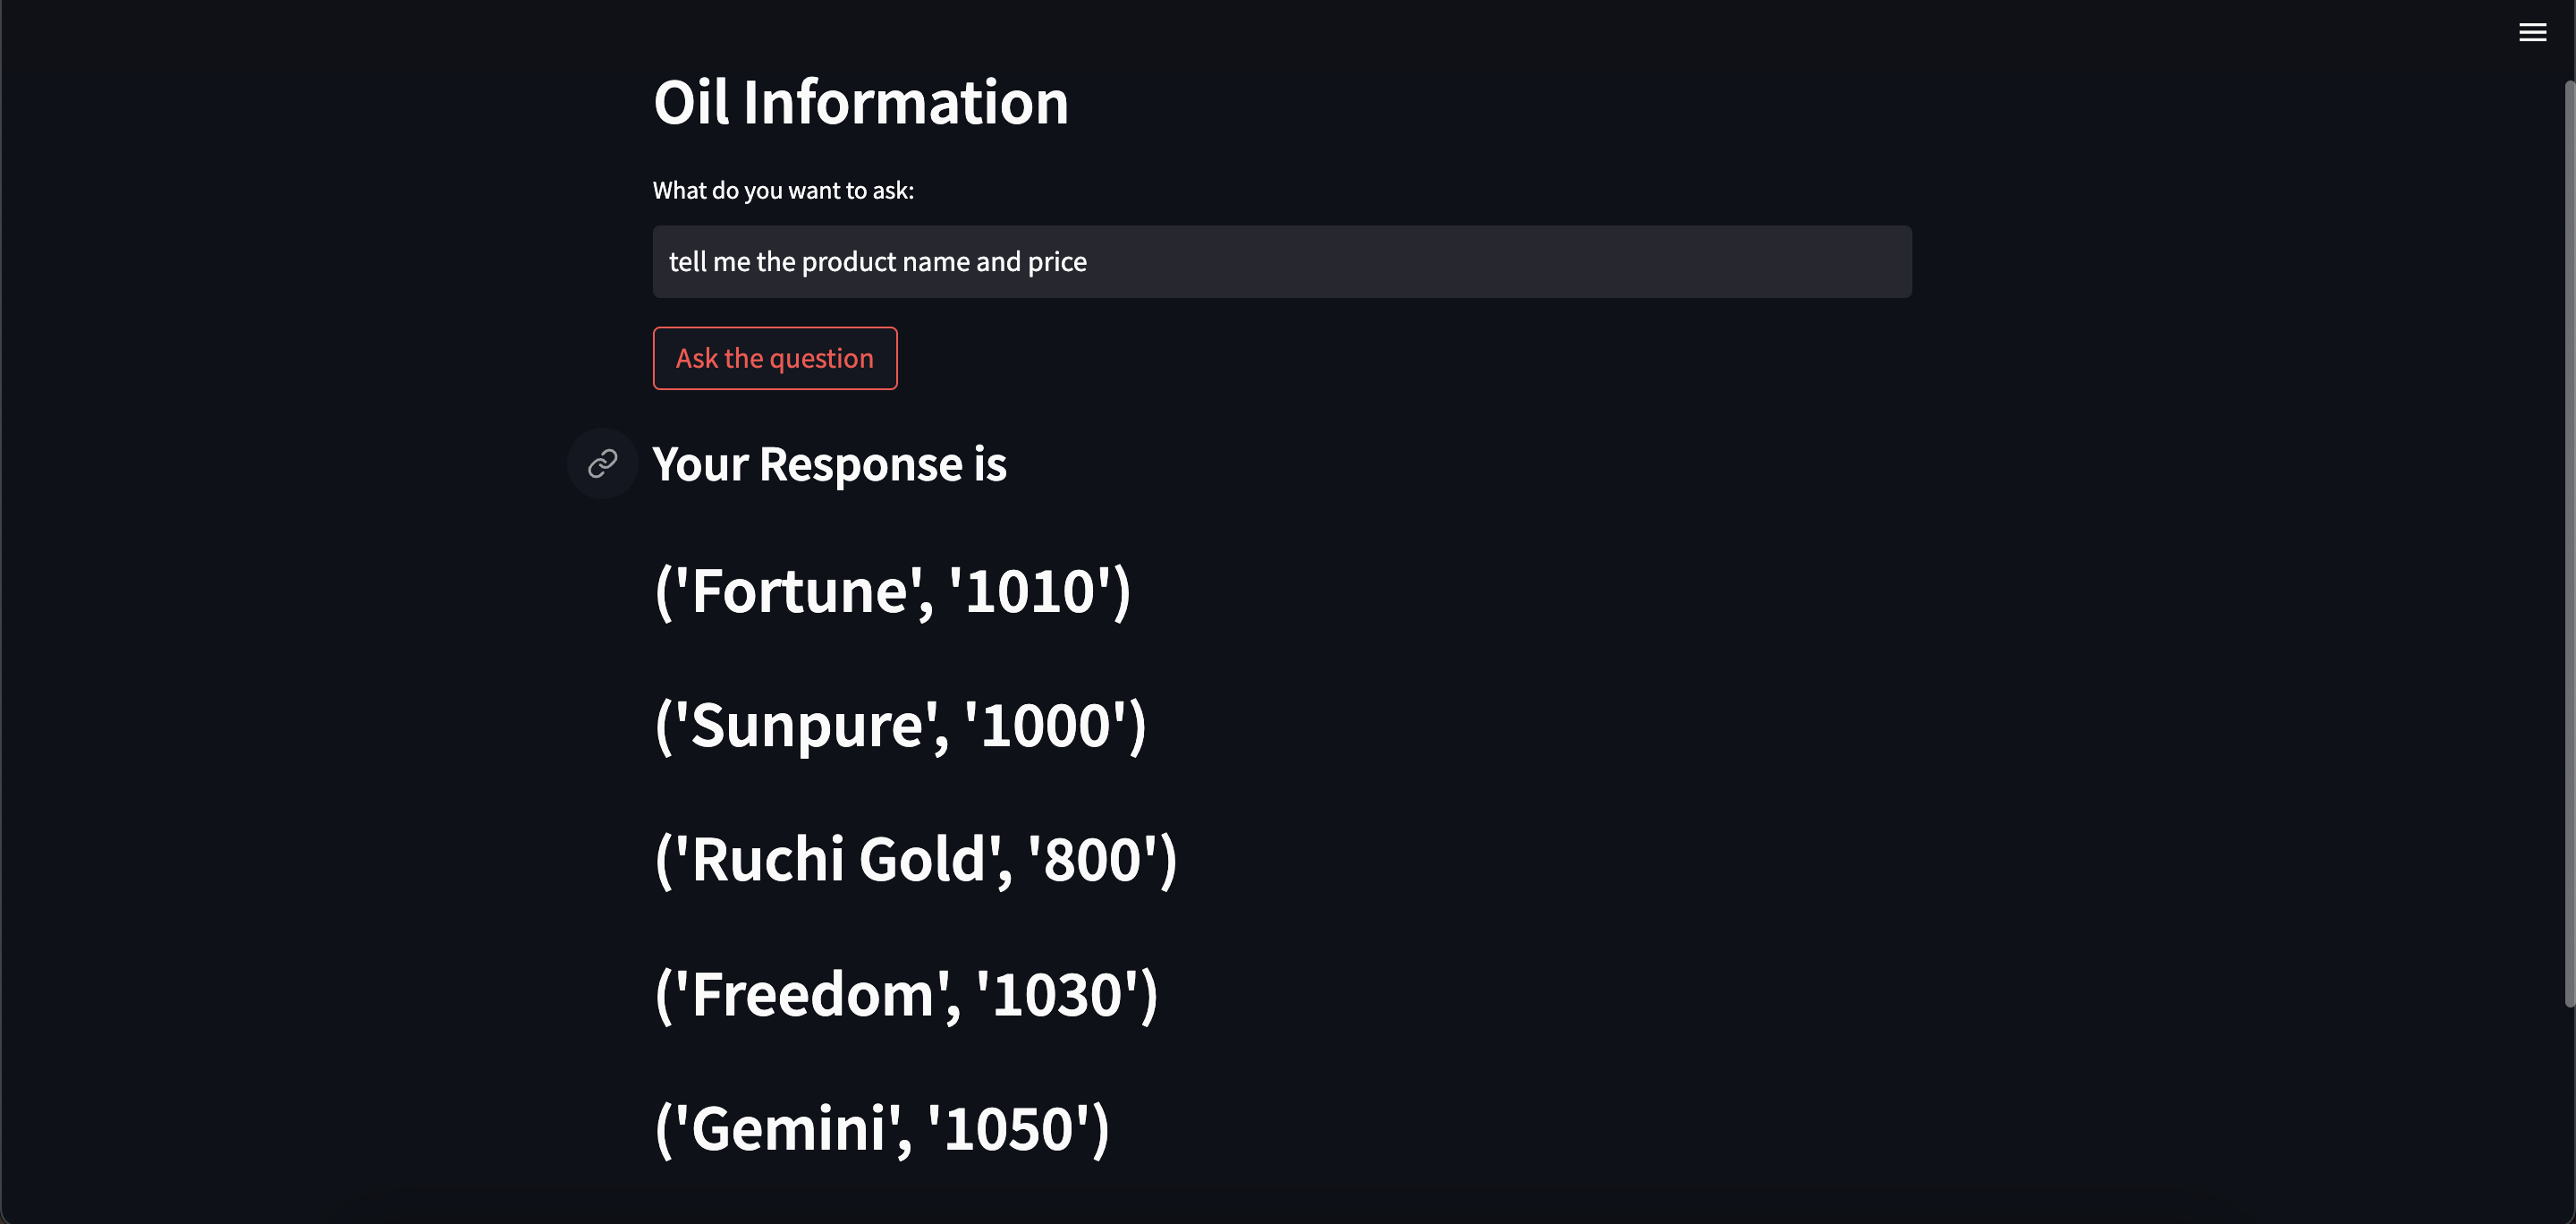 Oil Information
What do you want to ask:
tell me the product name and price
Ask the question
Your Response is
('Fortune', '1010')
('Sunpure', '1000')
('Ruchi Gold', '800')
('Freedom', '1030')
('Gemini', '1050')